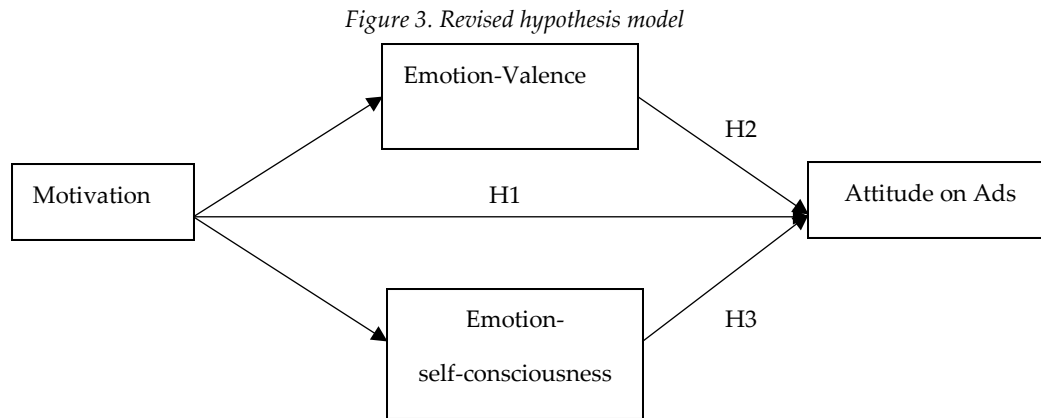 Figure 3. Revised hypothesis model
Emotion-Valence
H2
Motivation
H1
Attitude on Ads
Emotion-
self-consciousness
H3